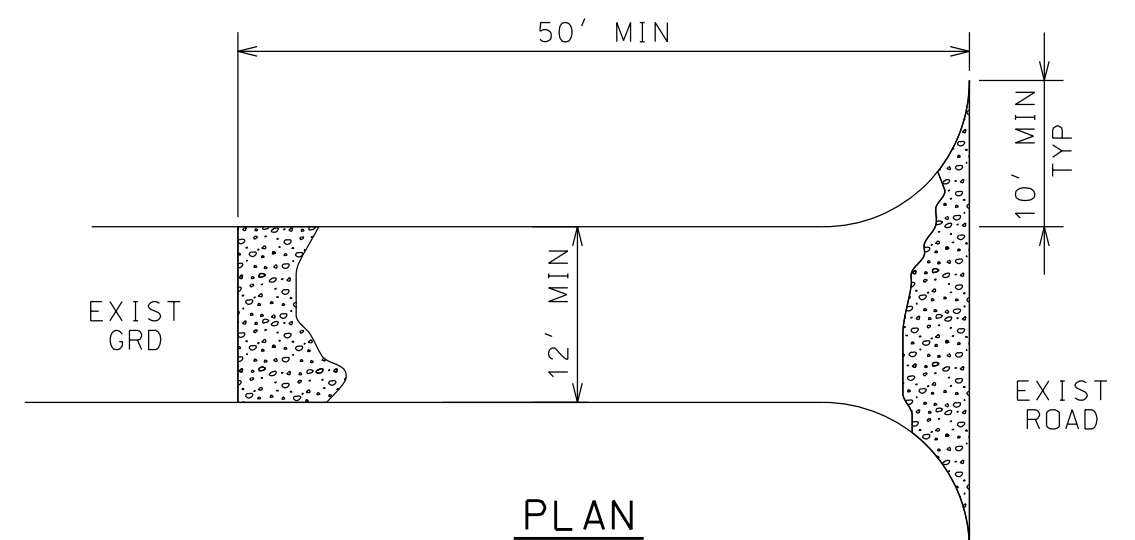 50' MIN
10' MIN
TYP
12' MIN
EXIST
GRD
EXIST
ROAD
PLAN